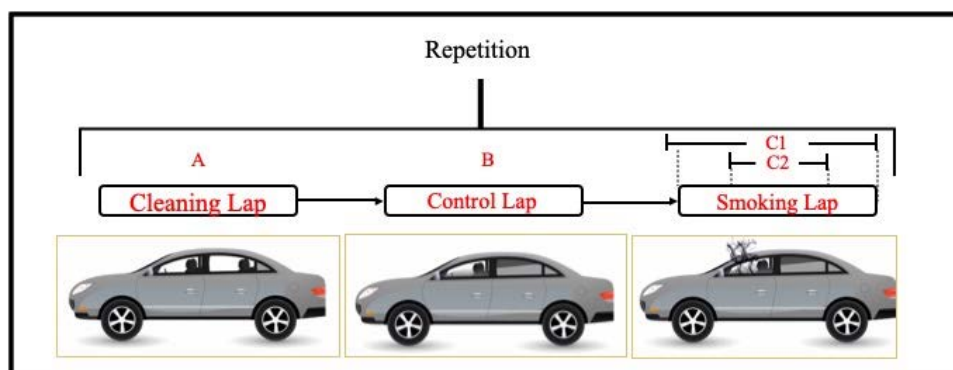 Repetition
C1
A
B
C2
Cleaning Lap
Control Lap
Smoking Lap